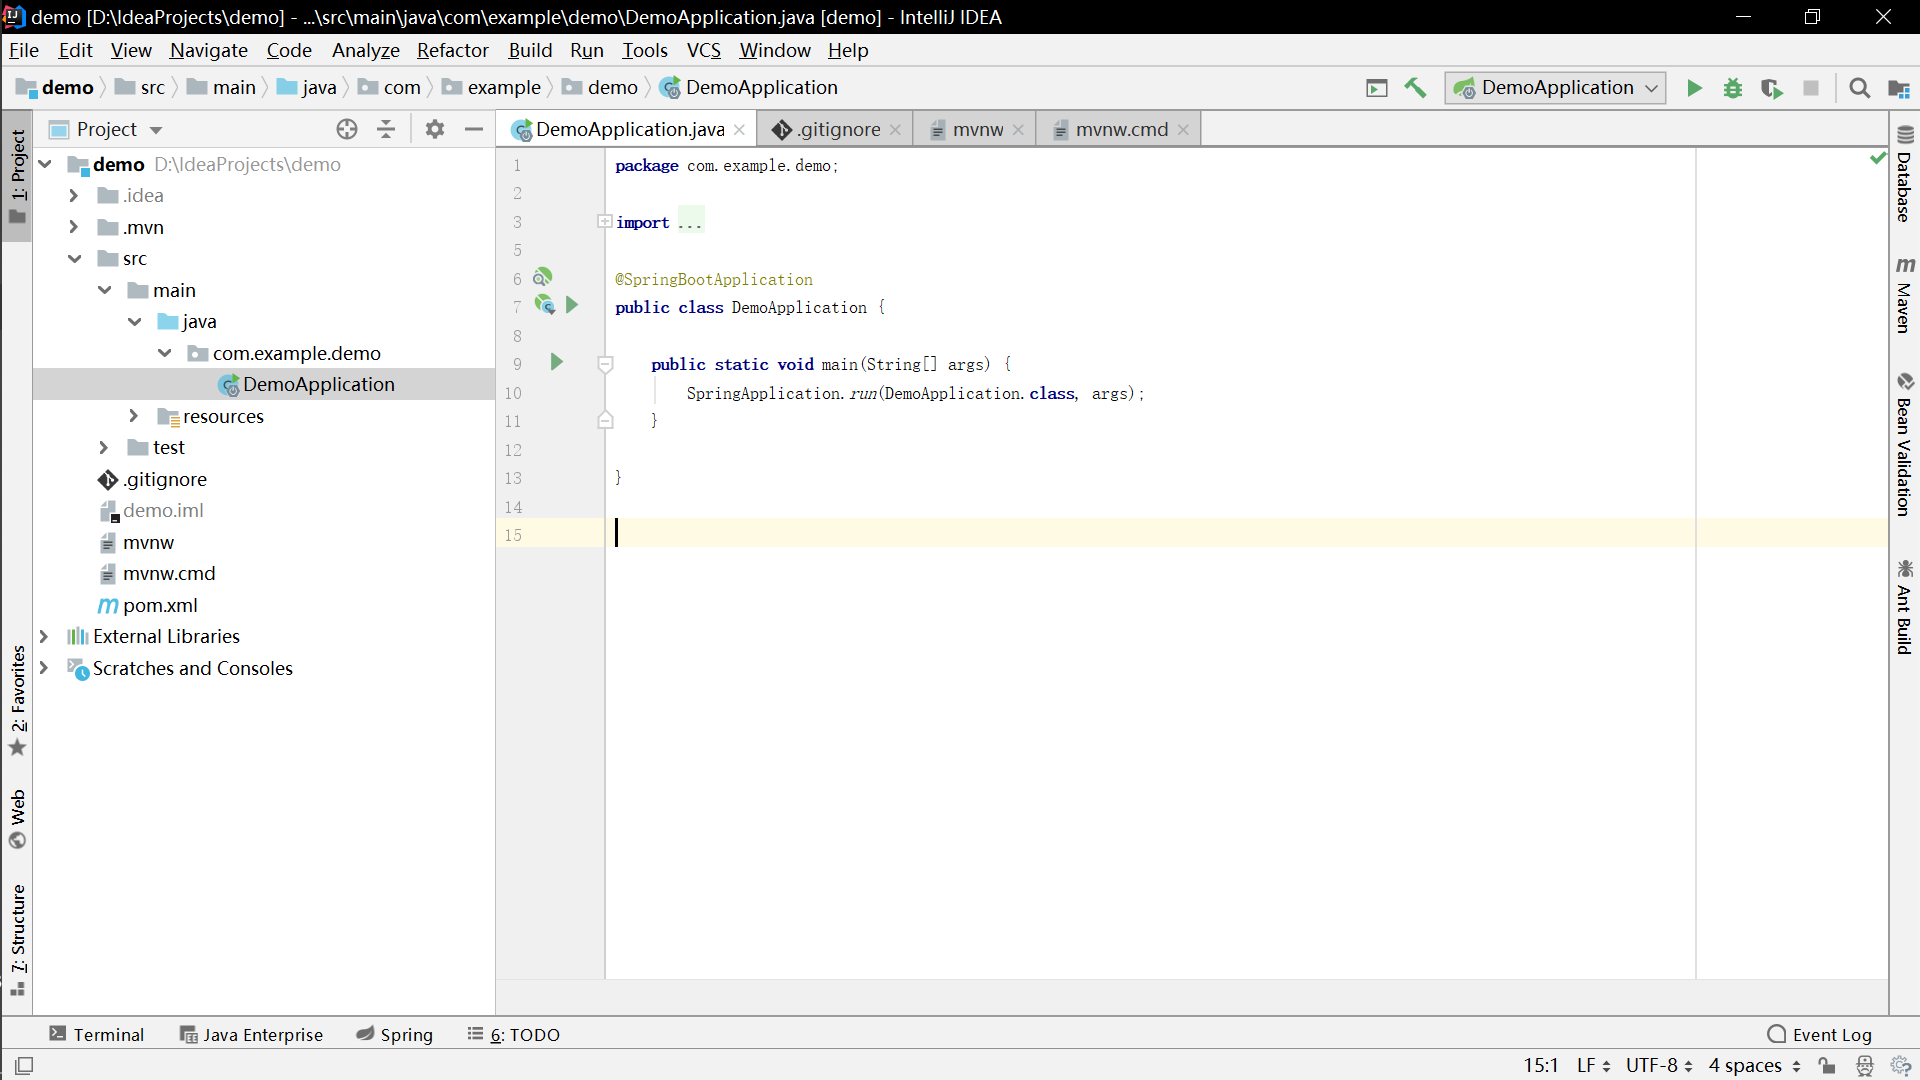 demo [D:\IdeaProjects\demo] - ...\src\main\java\com\example\demo\DemoApplication.java [demo] - IntelliJ IDEA
File Edit View Navigate Code Analyze Refactor Build Run Tools VCS Window Help
demo src main java com example demo DemoApplication DemoApplication
1: Project
2: Favorites
Web
7: Structure
Project
demo D:\IdeaProjects\demo
.idea
.mvn
src
main
java
com.example.demo
DemoApplication
resources
test
.gitignore
demo.iml
mvnw
mvnw.cmd
pom.xml
External Libraries
Scratches and Consoles
DemoApplication.java .gitignore mvnw mvnw.cmd
1 package com.example.demo;
2
3 import ...
5
6 @SpringBootApplication
7 public class DemoApplication {
8
9 public static void main(String[] args) {
10 SpringApplication.run(DemoApplication.class, args);
11 }
12
13 }
14
15
Database
Maven
Bean Validation
Ant Build
Terminal Java Enterprise Spring 6: TODO Event Log
15:1 LF UTF-8 4 spaces